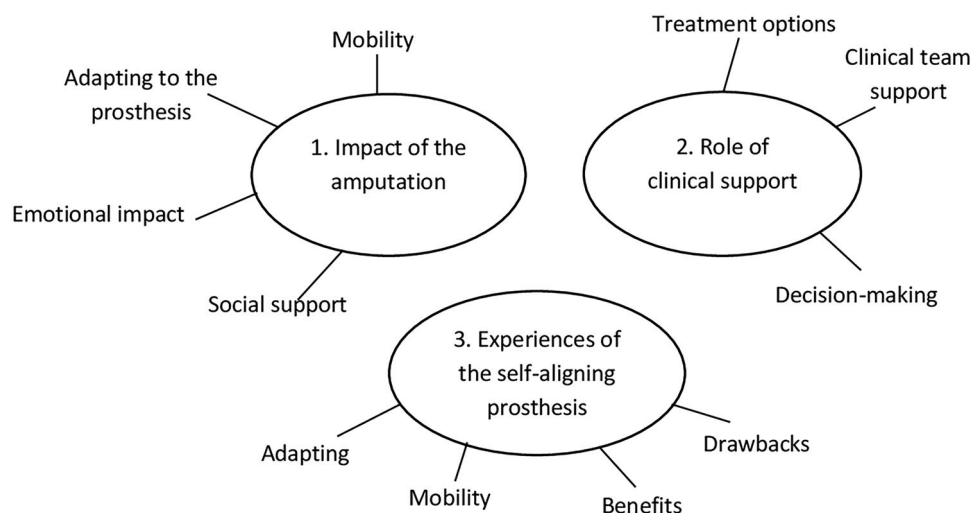 Mobility
Adapting to the
prosthesis
1. Impact of the
amputation
Emotional impact
Social support
Treatment options
Clinical team
support
2. Role of
clinical support
Decision-making
3. Experiences of
the self-aligning
prosthesis
Adapting
Mobility
Benefits
Drawbacks